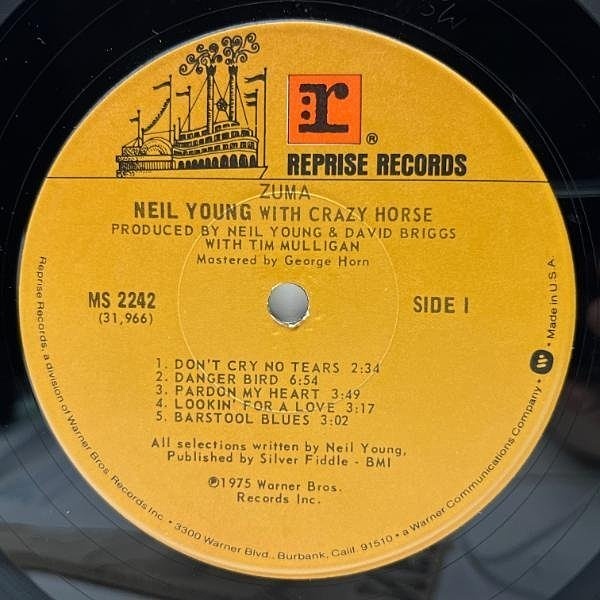 r
®
REPRISE RECORDS
ZUMA
NEIL YOUNG WITH CRAZY HORSE
PRODUCED BY NEIL YOUNG & DAVID BRIGGS
WITH TIM MULLIGAN
Mastered by George Horn
MS 2242
(31,966)
SIDE 1
1. DON'T CRY NO TEARS 2:34
2. DANGER BIRD 6:54
3. PARDON MY HEART 3:49
4. LOOKIN' FOR A LOVE 3:17
5. BARSTOOL BLUES 3:02
All selections written by Neil Young,
Published by Silver Fiddle - BMI
℗1975 Warner Bros.
Records Inc.
Reprise Records, a division of Warner Bros. Records Inc. • 3300 Warner Blvd., Burbank, Calif. 91510 • a Warner Communications Company • W • Made in U.S.A.